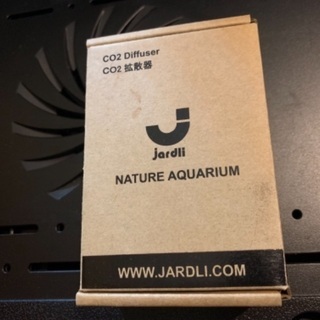 CO2 Diffuser
CO2 拡散器
jardli
NATURE AQUARIUM
WWW.JARDLI.COM